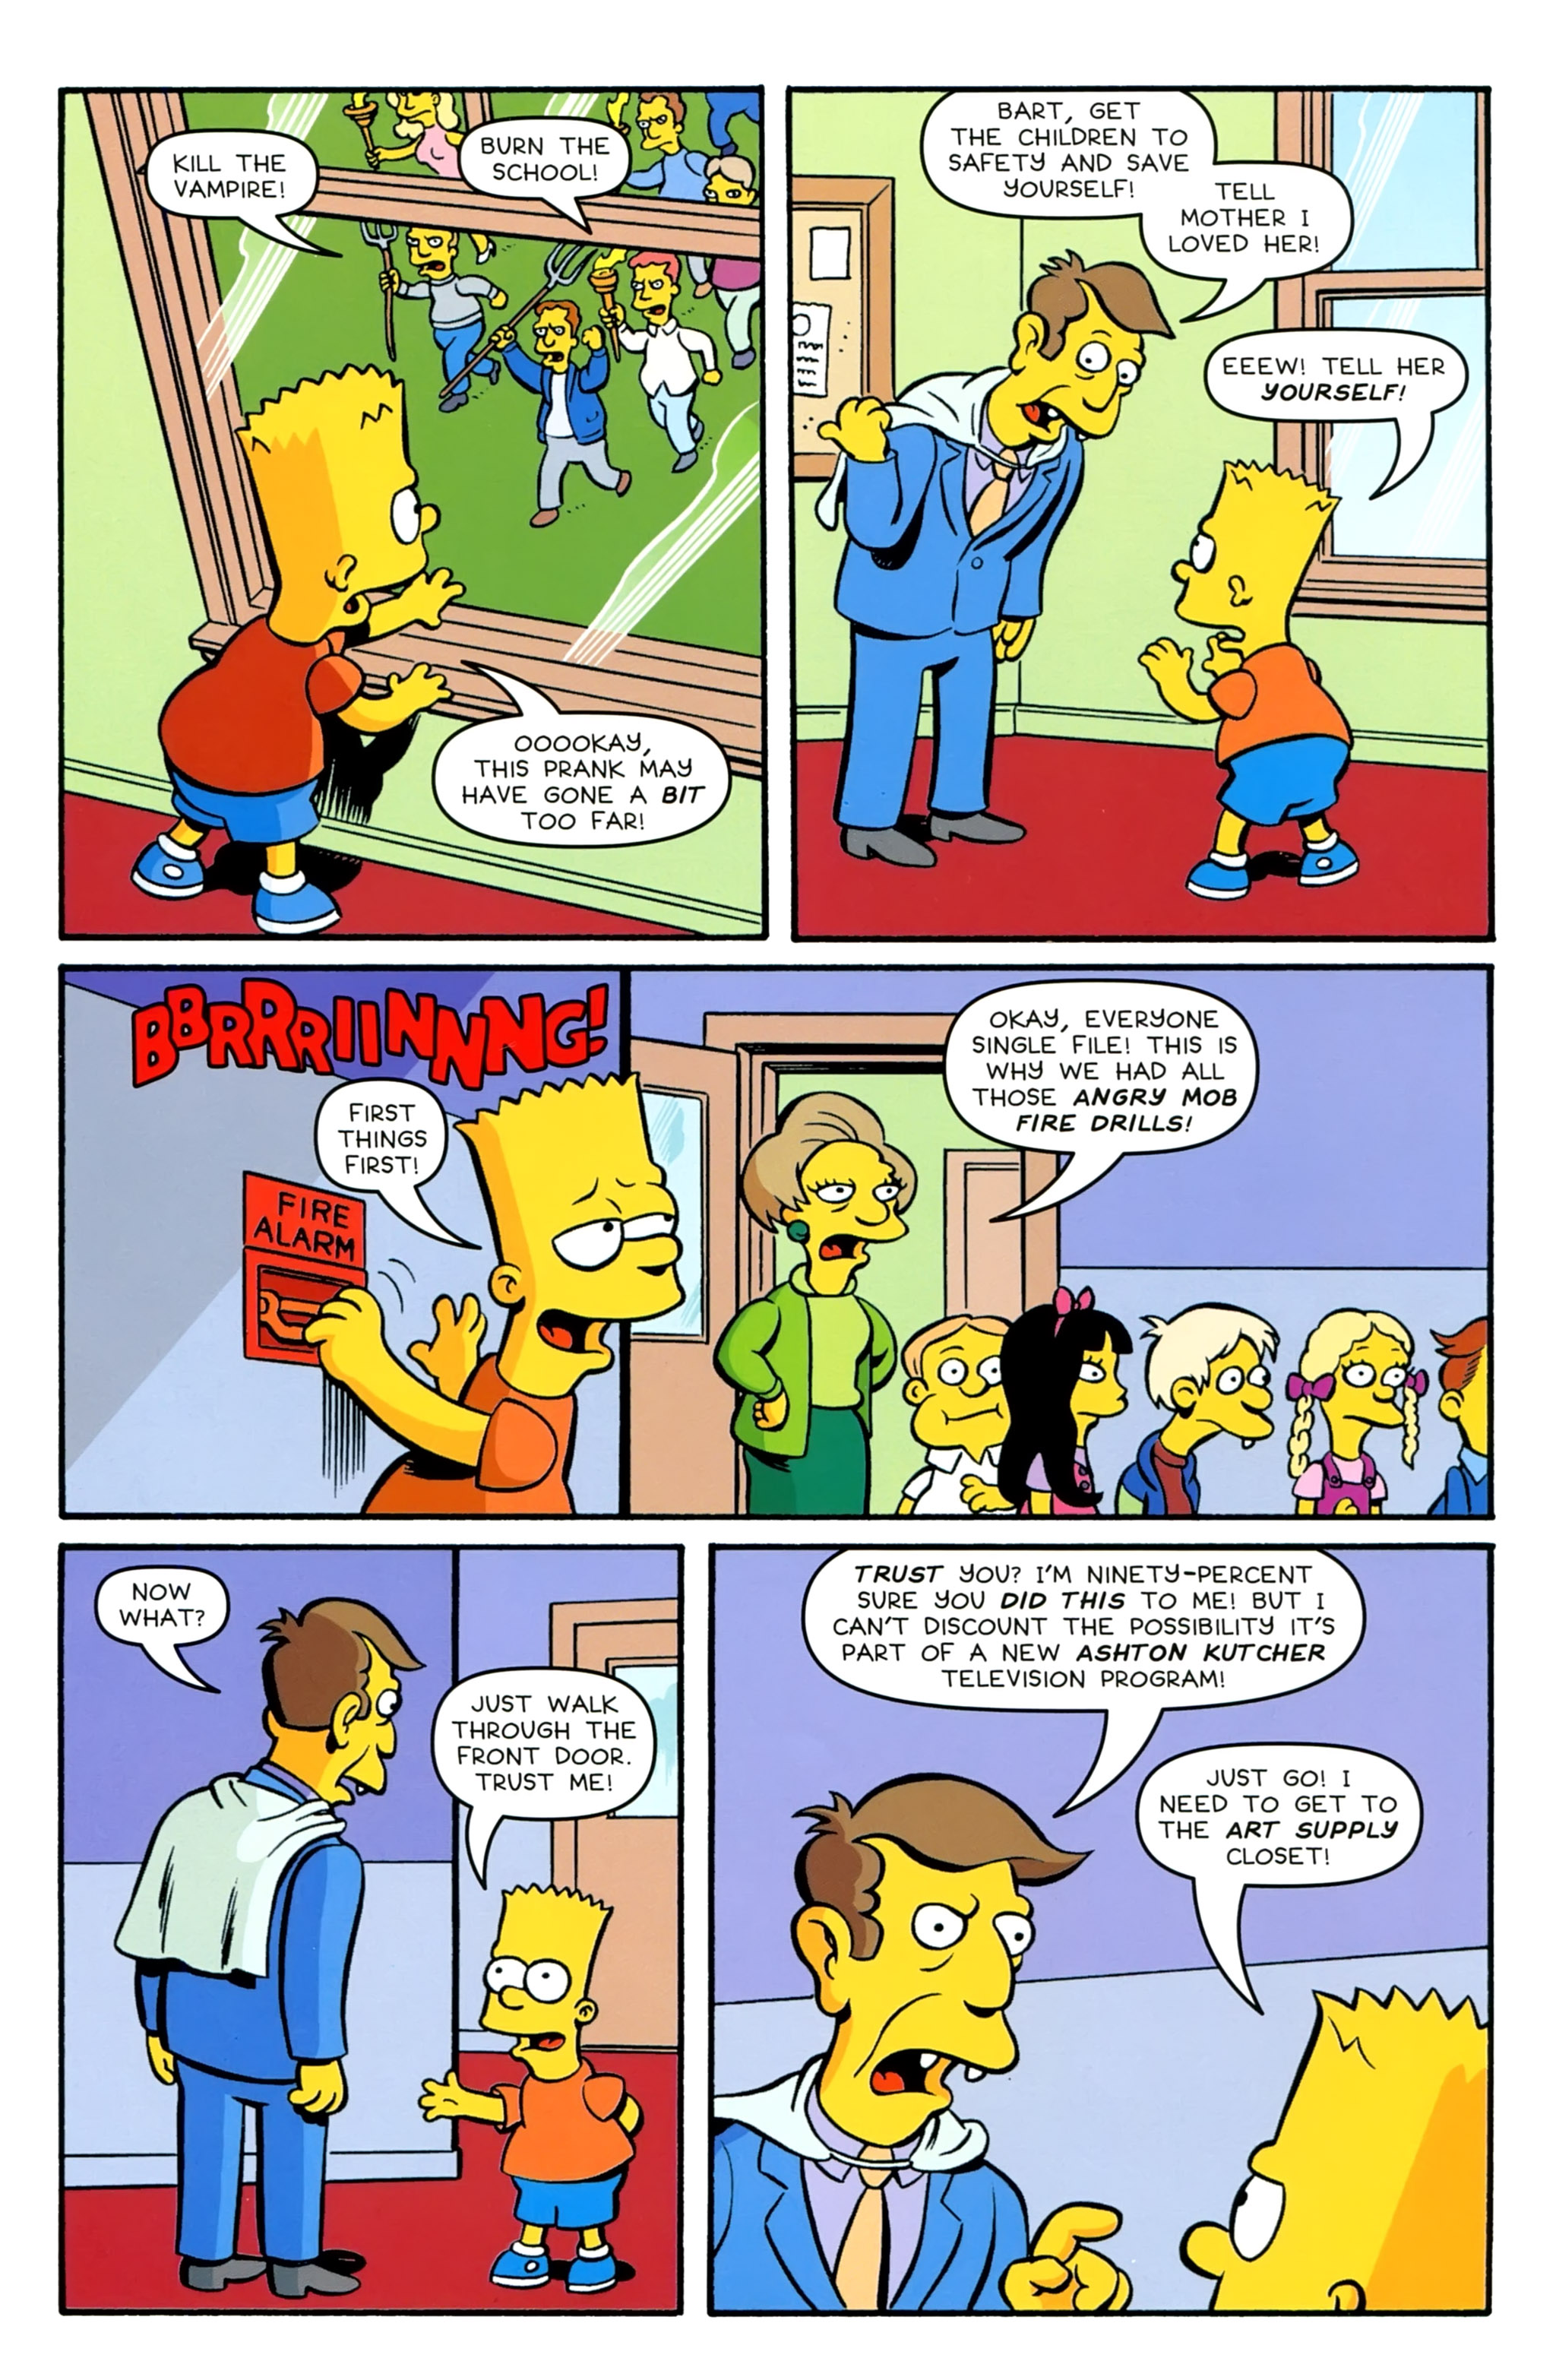 KILL THE
VAMPIRE!
BURN THE
SCHOOL!
OOOOKAY,
THIS PRANK MAY
HAVE GONE A BIT
TOO FAR!
BART, GET
THE CHILDREN TO
SAFETY AND SAVE
YOURSELF!
TELL
MOTHER I
LOVED HER!
EEEW! TELL HER
YOURSELF!
BBRRRIINNNG!
FIRST
THINGS
FIRST!
FIRE
ALARM
OKAY, EVERYONE
SINGLE FILE! THIS IS
WHY WE HAD ALL
THOSE ANGRY MOB
FIRE DRILLS!
NOW
WHAT?
JUST WALK
THROUGH THE
FRONT DOOR.
TRUST ME!
TRUST YOU? I'M NINETY-PERCENT
SURE YOU DID THIS TO ME! BUT I
CAN'T DISCOUNT THE POSSIBILITY IT'S
PART OF A NEW ASHTON KUTCHER
TELEVISION PROGRAM!
JUST GO! I
NEED TO GET TO
THE ART SUPPLY
CLOSET!